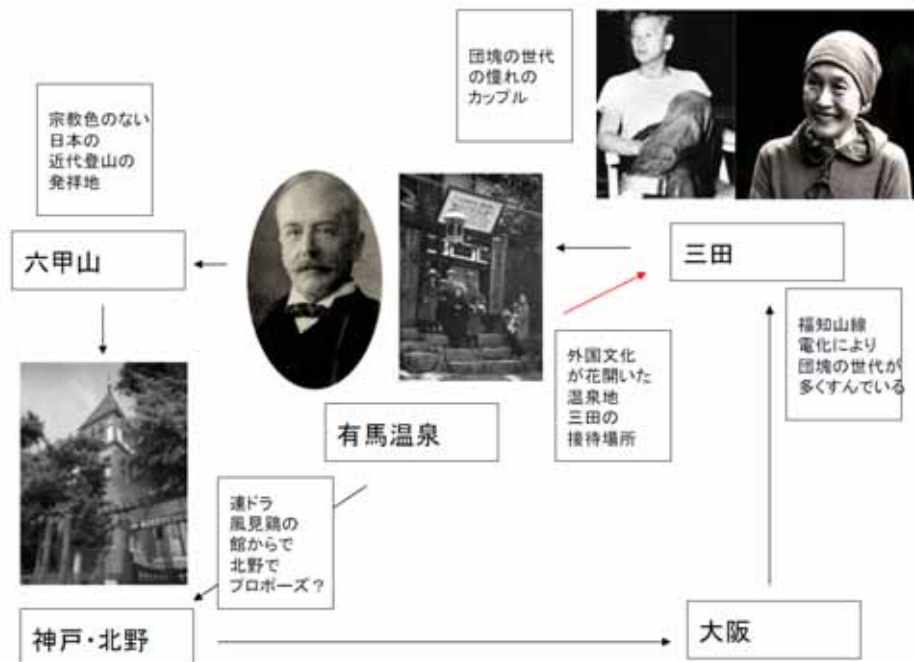 団塊の世代
の憧れの
カップル
宗教色のない
日本の
近代登山の
発祥地
六甲山
三田
福知山線
電化により
団塊の世代が
多くすんでいる
外国文化
が花開いた
温泉地
三田の
接待場所
有馬温泉
連ドラ
風見鶏の
館からで
北野で
プロポーズ?
神戸・北野
大阪